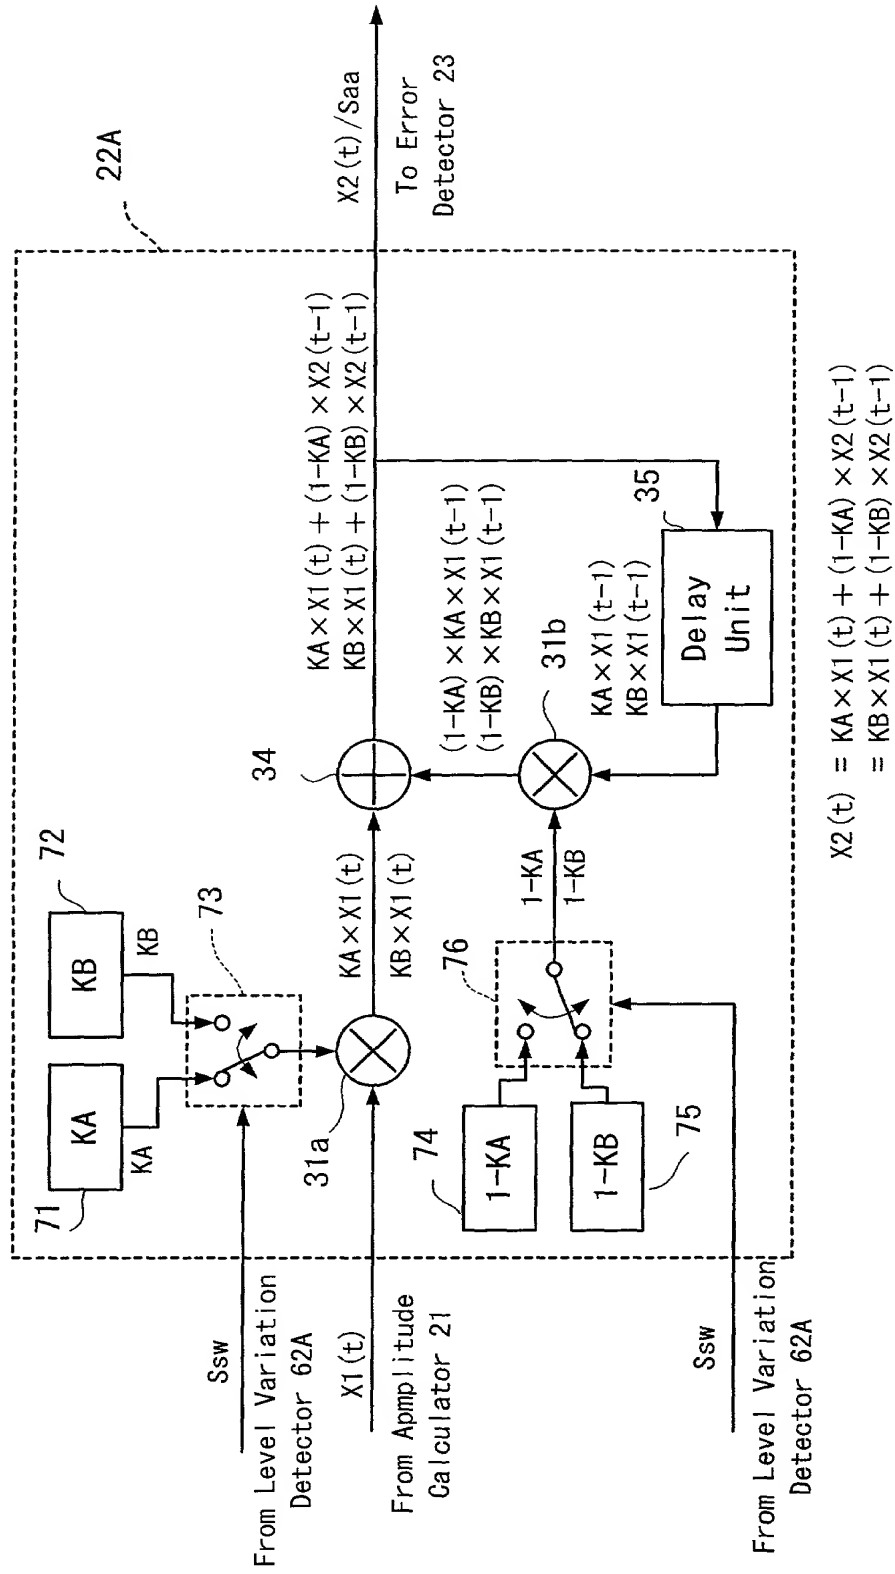 22A
71
KA
KA
72
KB
KB
73
Ssw
From Level Variation
Detector 62A
31a
X1(t)
From Apmplitude
Calculator 21
KA×X1(t)
KB×X1(t)
34
KA×X1(t)+(1-KA)×X2(t-1)
KB×X1(t)+(1-KB)×X2(t-1)
X2(t)/Saa
To Error
Detector 23
(1-KA)×KA×X1(t-1)
(1-KB)×KB×X1(t-1)
74
1-KA
1-KB
75
76
1-KA
1-KB
31b
KA×X1(t-1)
KB×X1(t-1)
35
Delay
Unit
Ssw
From Level Variation
Detector 62A
X2(t) = KA×X1(t)+(1-KA)×X2(t-1)
= KB×X1(t)+(1-KB)×X2(t-1)